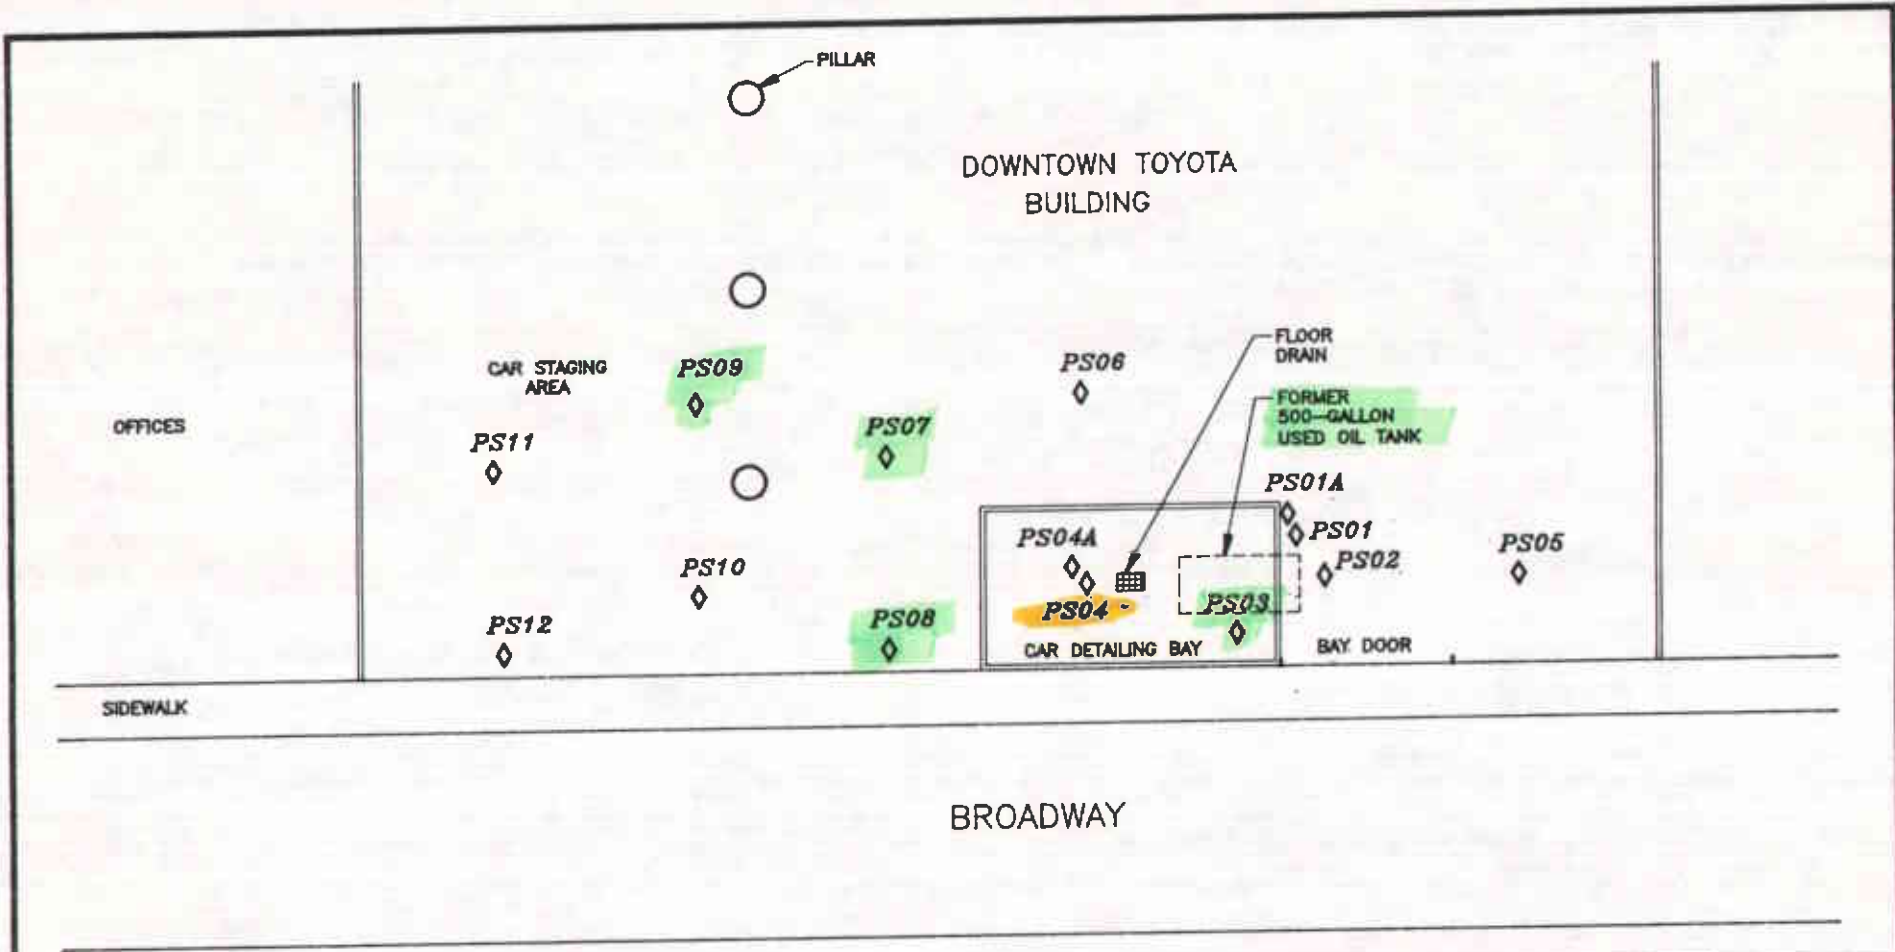 PILLAR
DOWNTOWN TOYOTA
BUILDING
FLOOR
DRAIN
PS06
CAR STAGING
AREA
PS09
FORMER
500-GALLON
USED OIL TANK
OFFICES
PS07
PS11
PS01A
PS04A
PS01
PS05
PS02
PS10
PS04
PS03
PS08
PS12
CAR DETAILING BAY
BAY DOOR
SIDEWALK
BROADWAY